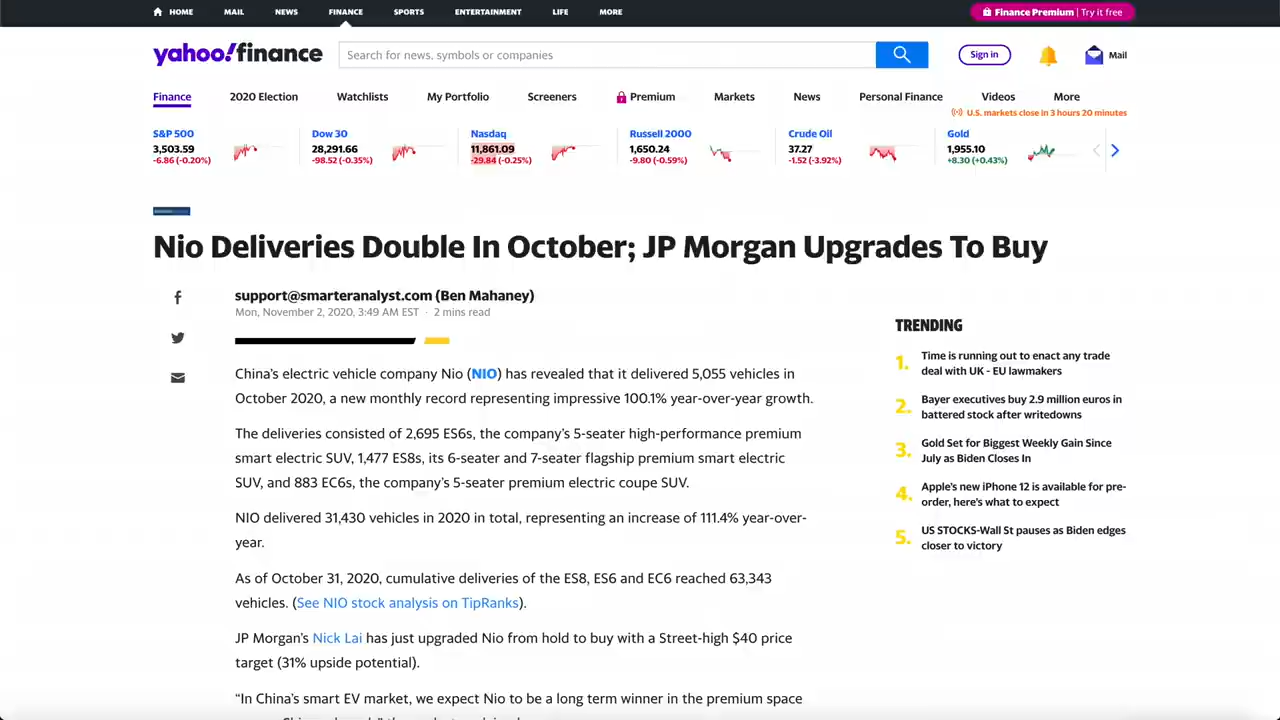 HOME MAIL NEWS FINANCE SPORTS ENTERTAINMENT LIFE MORE Finance Premium | Try it free
yahoo!finance Search for news, symbols or companies Sign in Mail
Finance 2020 Election Watchlists My Portfolio Screeners Premium Markets News Personal Finance Videos More
U.S. markets close in 3 hours 20 minutes
S&P 500 Dow 30 Nasdaq Russell 2000 Crude Oil Gold
3,503.59 28,291.66 11,861.09 1,650.24 37.27 1,955.10
-6.86 (-0.20%) -98.52 (-0.35%) -29.84 (-0.25%) -9.80 (-0.59%) -1.52 (-3.92%) +8.30 (+0.43%)
Nio Deliveries Double In October; JP Morgan Upgrades To Buy
support@smarteranalyst.com (Ben Mahaney)
Mon, November 2, 2020, 3:49 AM EST · 2 mins read
China's electric vehicle company Nio (NIO) has revealed that it delivered 5,055 vehicles in
October 2020, a new monthly record representing impressive 100.1% year-over-year growth.
The deliveries consisted of 2,695 ES6s, the company's 5-seater high-performance premium
smart electric SUV, 1,477 ES8s, its 6-seater and 7-seater flagship premium smart electric
SUV, and 883 EC6s, the company's 5-seater premium electric coupe SUV.
NIO delivered 31,430 vehicles in 2020 in total, representing an increase of 111.4% year-over-
year.
As of October 31, 2020, cumulative deliveries of the ES8, ES6 and EC6 reached 63,343
vehicles. (See NIO stock analysis on TipRanks).
JP Morgan's Nick Lai has just upgraded Nio from hold to buy with a Street-high $40 price
target (31% upside potential).
"In China's smart EV market, we expect Nio to be a long term winner in the premium space
TRENDING
1. Time is running out to enact any trade
deal with UK - EU lawmakers
2. Bayer executives buy 2.9 million euros in
battered stock after writedowns
3. Gold Set for Biggest Weekly Gain Since
July as Biden Closes In
4. Apple's new iPhone 12 is available for pre-
order, here's what to expect
5. US STOCKS-Wall St pauses as Biden edges
closer to victory